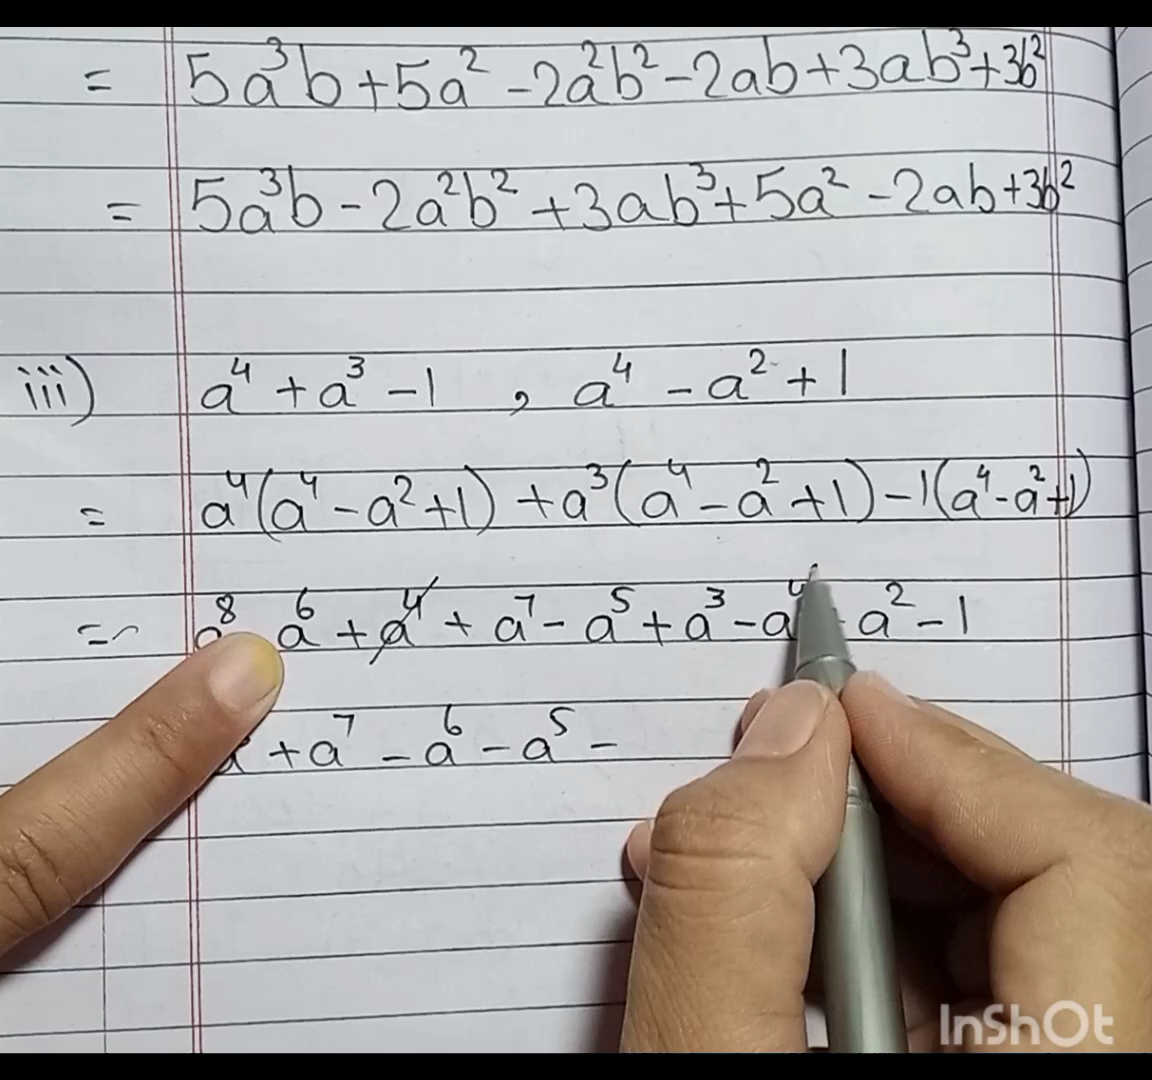 = 5a³b + 5a² - 2a²b² - 2ab + 3ab³ + 3b²
= 5a³b - 2a²b² + 3ab³ + 5a² - 2ab + 3b²
iii) a⁴ + a³ - 1 , a⁴ - a² + 1
= a⁴(a⁴ - a² + 1) + a³(a⁴ - a² + 1) - 1(a⁴ - a² + 1)
= a⁸ a⁶ + a⁴ + a⁷ - a⁵ + a³ - a⁴ a² - 1
+ a⁷ - a⁶ - a⁵ -
InShOt